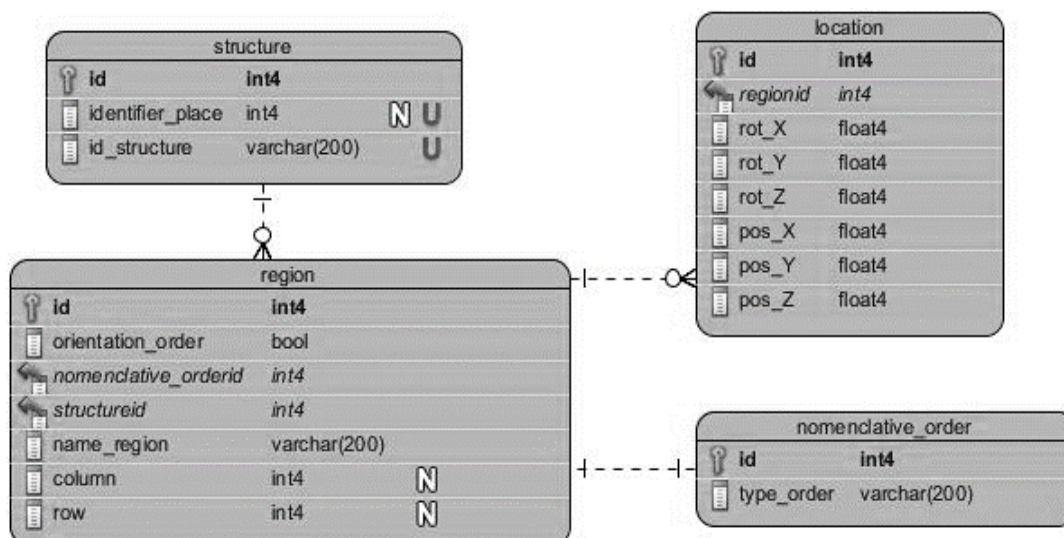 structure
id int4
identifier_place int4 N U
id_structure varchar(200) U
location
id int4
regionid int4
rot_X float4
rot_Y float4
rot_Z float4
pos_X float4
pos_Y float4
pos_Z float4
region
id int4
orientation_order bool
nomenclative_orderid int4
structureid int4
name_region varchar(200)
column int4 N
row int4 N
nomenclative_order
id int4
type_order varchar(200)